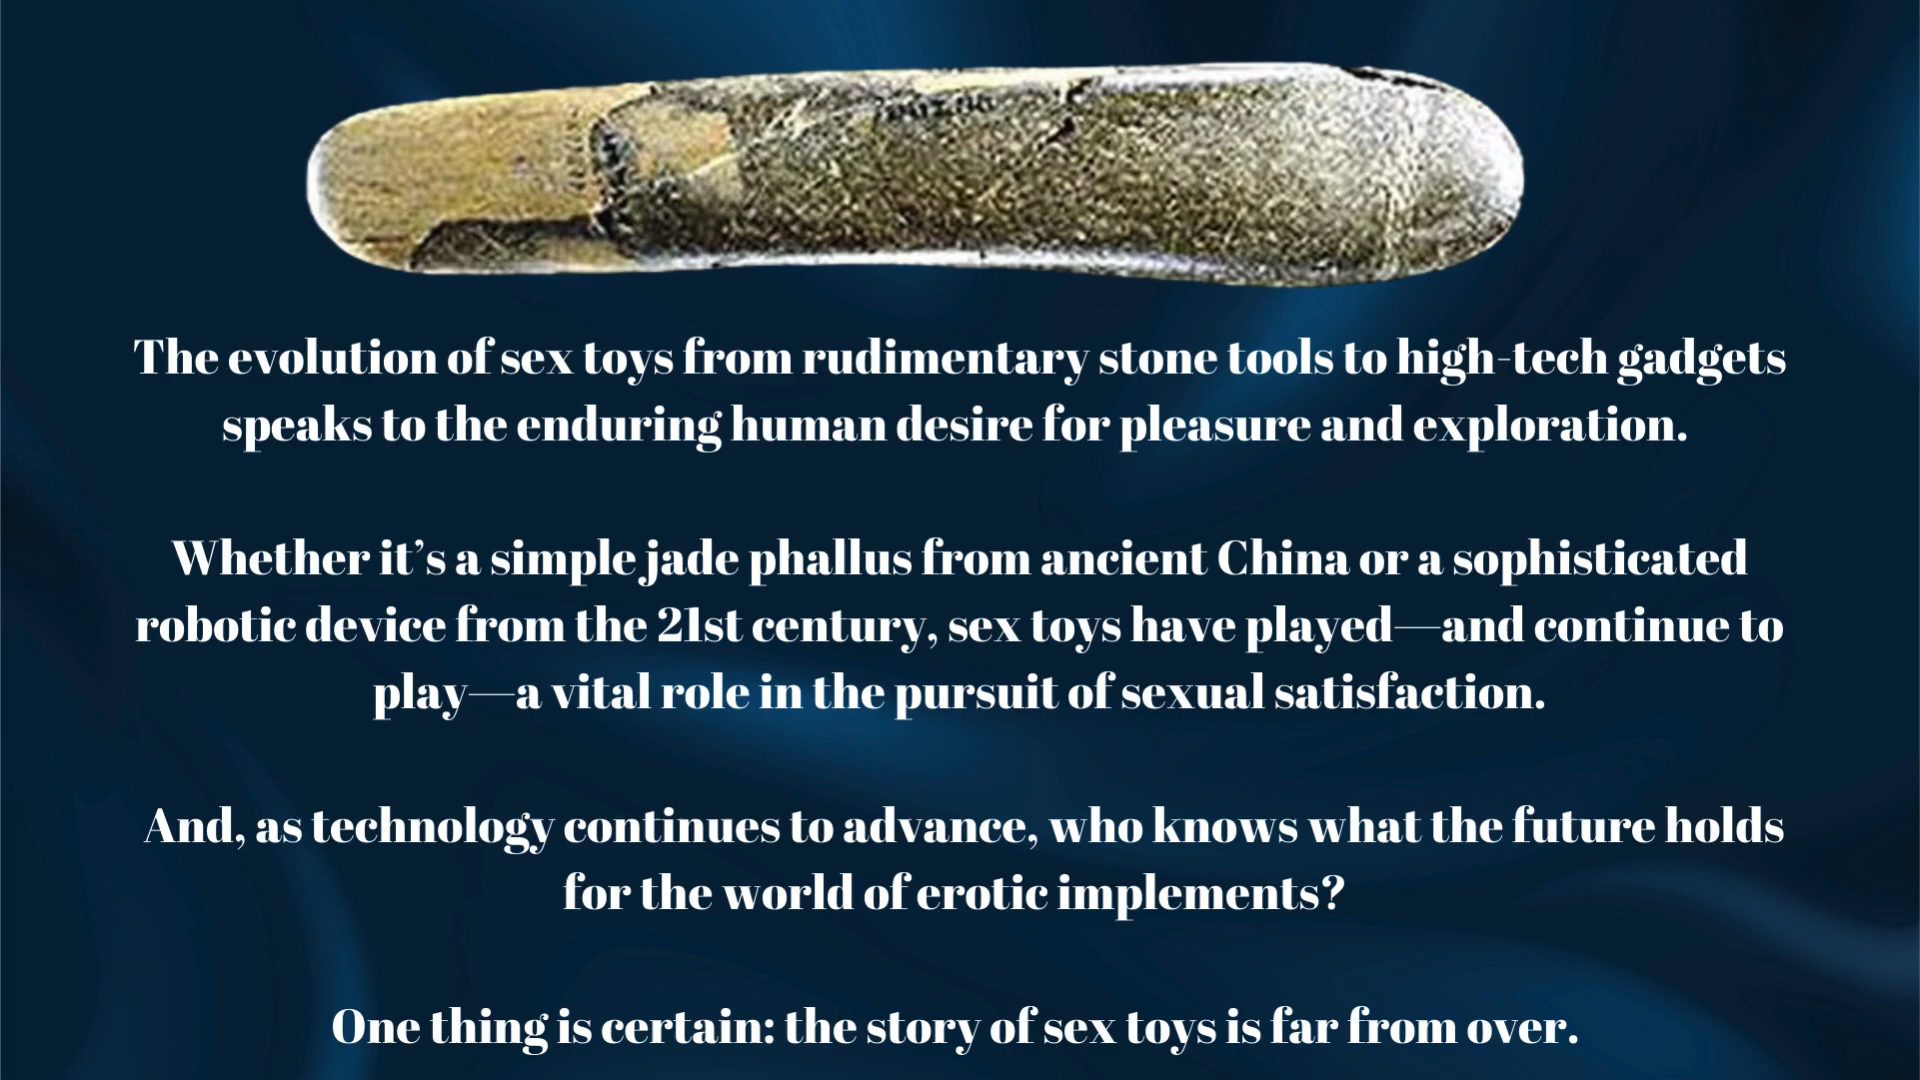 The evolution of sex toys from rudimentary stone tools to high-tech gadgets
speaks to the enduring human desire for pleasure and exploration.
Whether it’s a simple jade phallus from ancient China or a sophisticated
robotic device from the 21st century, sex toys have played—and continue to
play—a vital role in the pursuit of sexual satisfaction.
And, as technology continues to advance, who knows what the future holds
for the world of erotic implements?
One thing is certain: the story of sex toys is far from over.